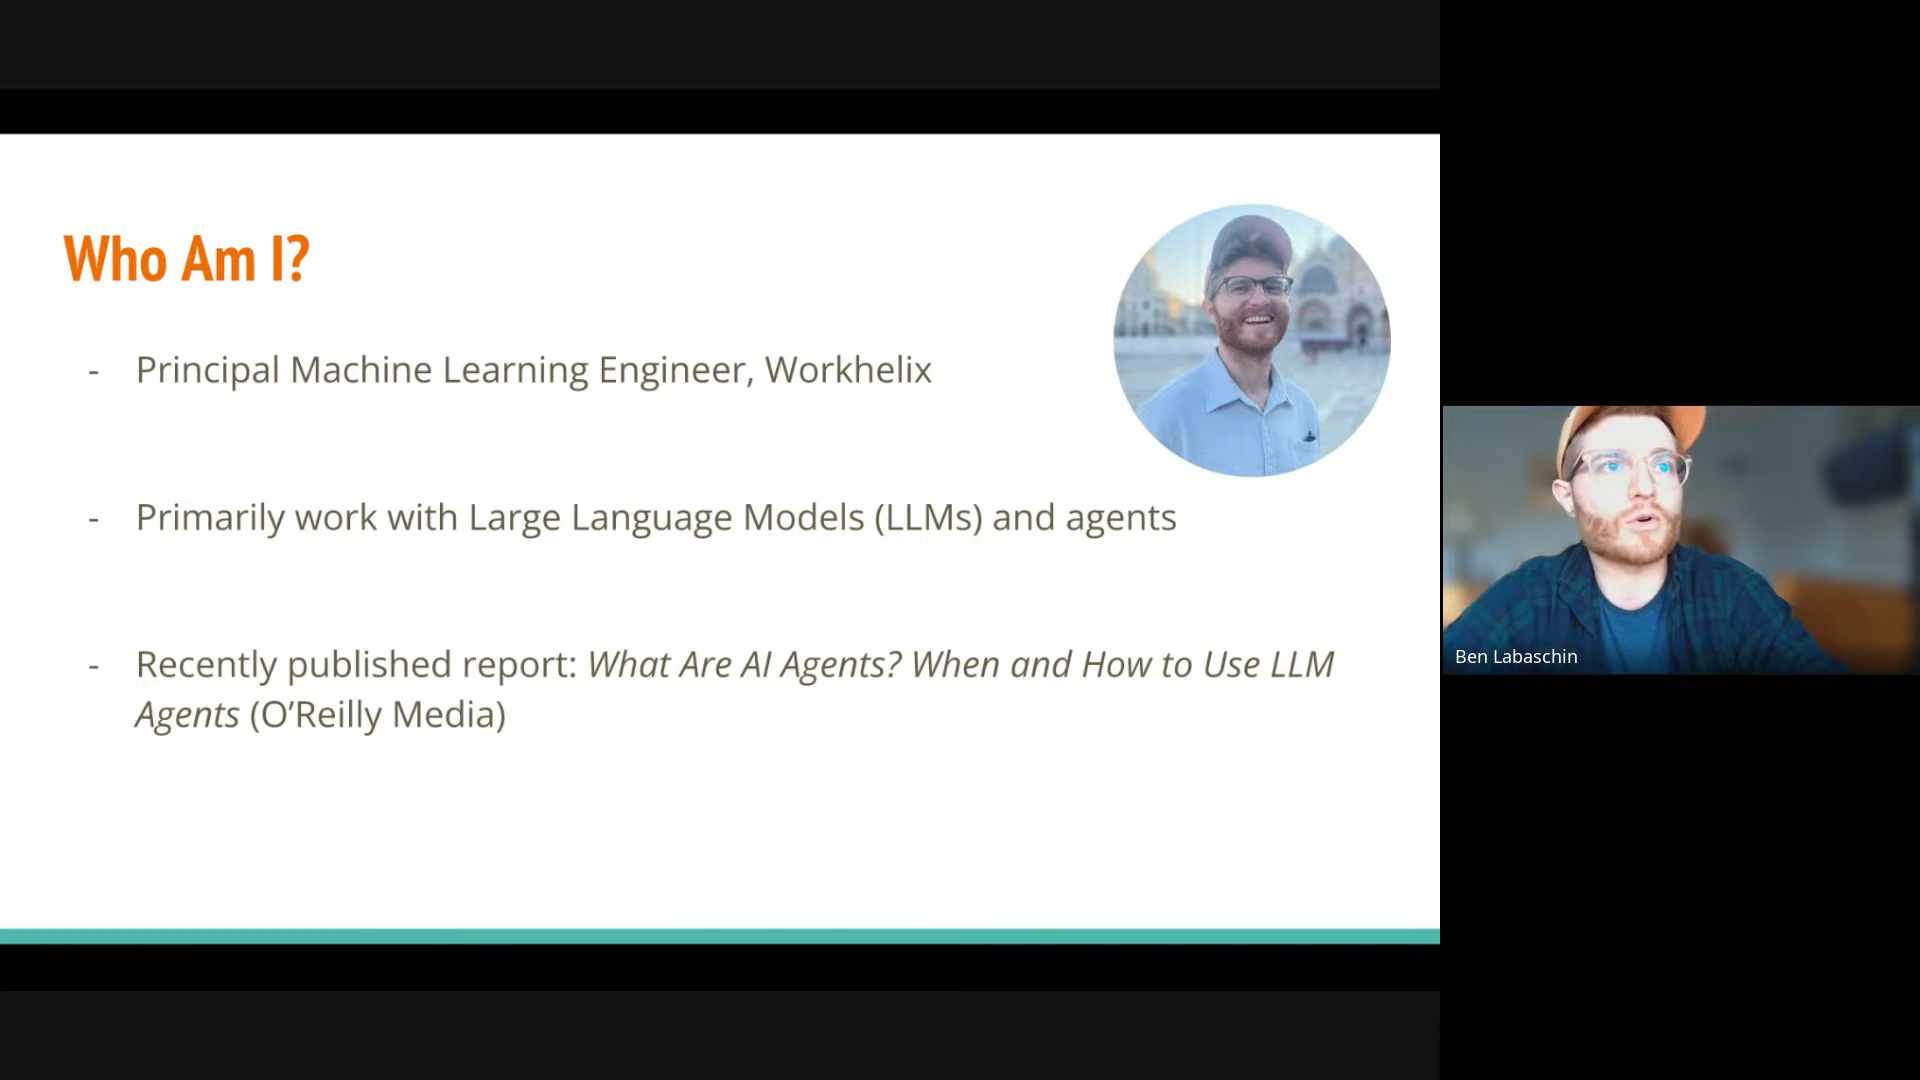 Who Am I?
- Principal Machine Learning Engineer, Workhelix
- Primarily work with Large Language Models (LLMs) and agents
- Recently published report: What Are AI Agents? When and How to Use LLM
Agents (O’Reilly Media)
Ben Labaschin